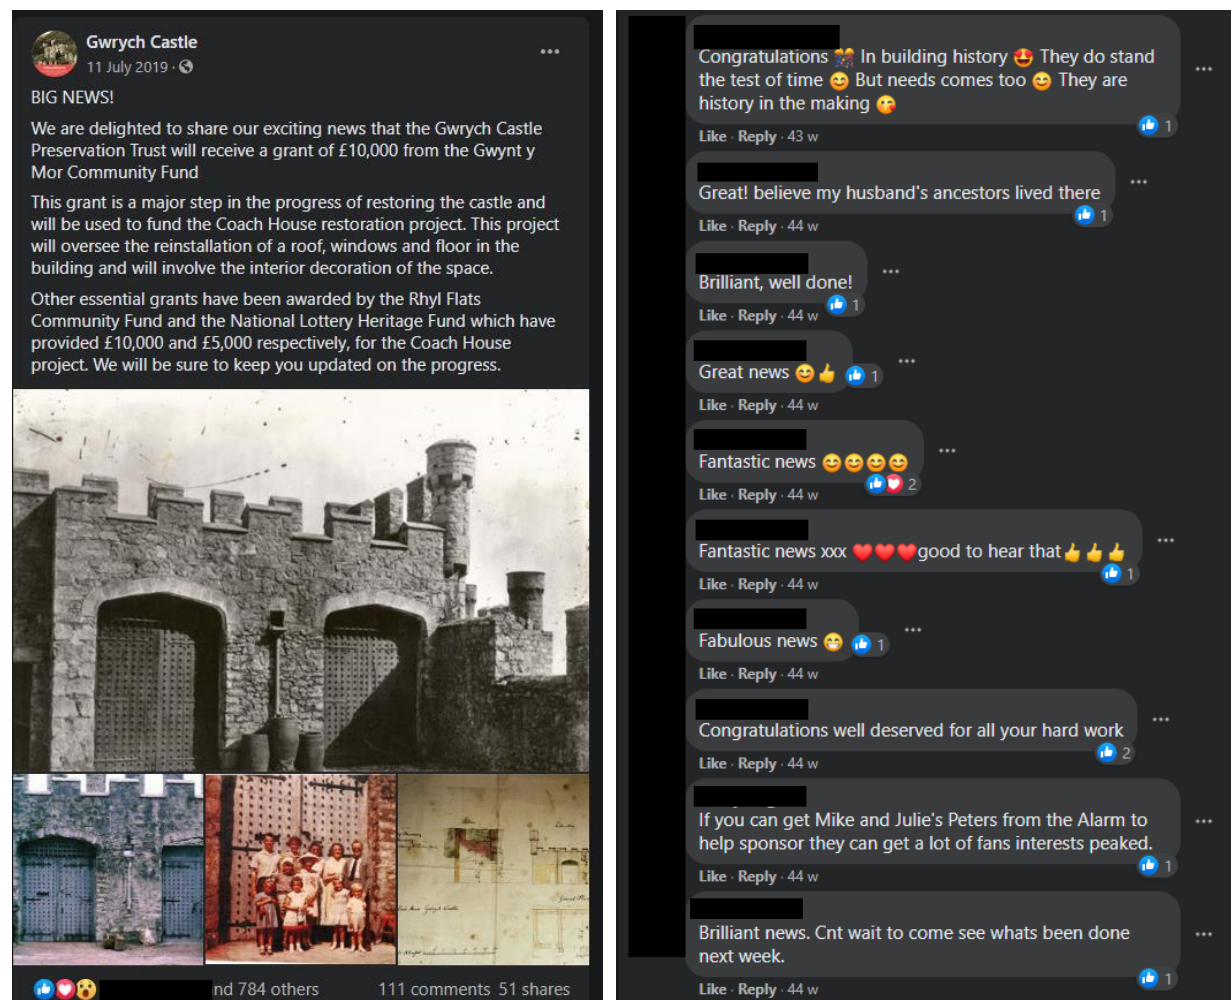 Gwrych Castle
11 July 2019 ·
BIG NEWS!
We are delighted to share our exciting news that the Gwrych Castle
Preservation Trust will receive a grant of £10,000 from the Gwynt y
Mor Community Fund
This grant is a major step in the progress of restoring the castle and
will be used to fund the Coach House restoration project. This project
will oversee the reinstallation of a roof, windows and floor in the
building and will involve the interior decoration of the space.
Other essential grants have been awarded by the Rhyl Flats
Community Fund and the National Lottery Heritage Fund which have
provided £10,000 and £5,000 respectively, for the Coach House
project. We will be sure to keep you updated on the progress.
nd 784 others 111 comments 51 shares
Congratulations 🎊 In building history 🤩 They do stand
the test of time 😊 But needs comes too 😊 They are
history in the making 😘
1
Like · Reply · 43 w
Great! believe my husband's ancestors lived there
1
Like · Reply · 44 w
Brilliant, well done!
1
Like · Reply · 44 w
Great news 😊👍 1
Like · Reply · 44 w
Fantastic news 😊😊😊😊
2
Like · Reply · 44 w
Fantastic news xxx ❤️❤️❤️good to hear that👍👍👍
1
Like · Reply · 44 w
Fabulous news 😁 1
Like · Reply · 44 w
Congratulations well deserved for all your hard work
2
Like · Reply · 44 w
If you can get Mike and Julie's Peters from the Alarm to
help sponsor they can get a lot of fans interests peaked.
1
Like · Reply · 44 w
Brilliant news. Cnt wait to come see whats been done
next week.
1
Like · Reply · 44 w